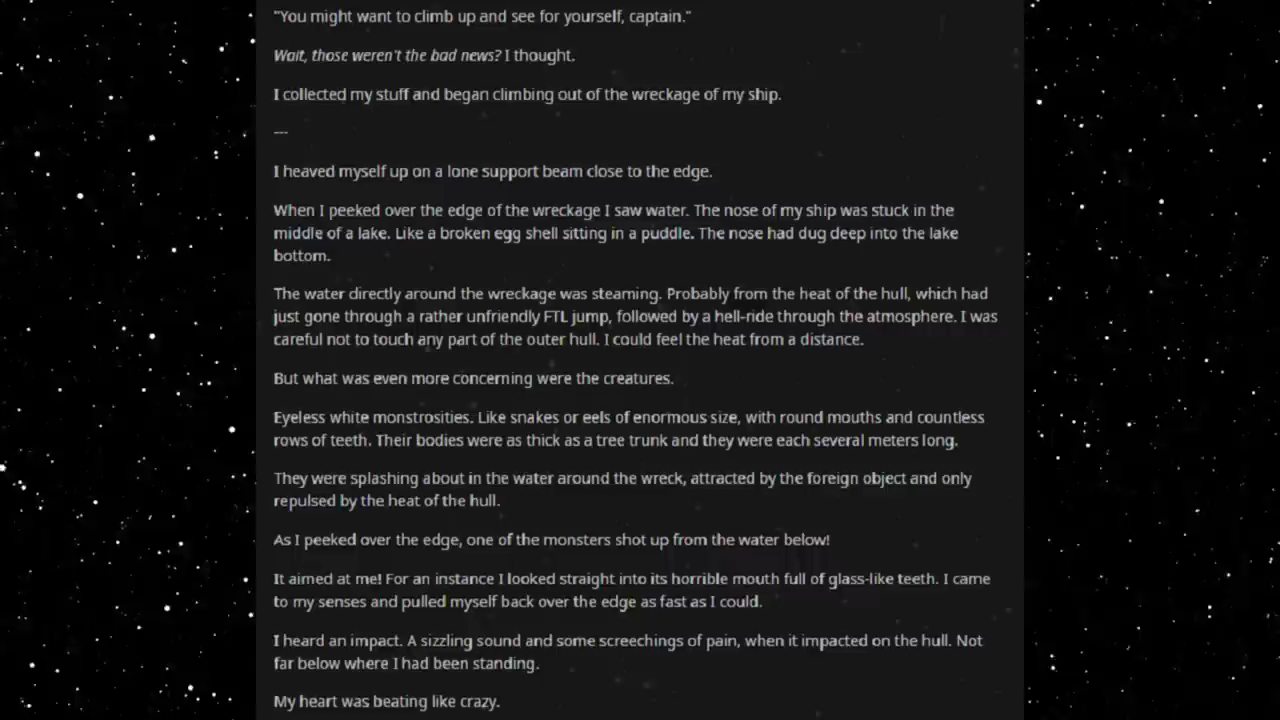 "You might want to climb up and see for yourself, captain."
Wait, those weren't the bad news? I thought.
I collected my stuff and began climbing out of the wreckage of my ship.
---
I heaved myself up on a lone support beam close to the edge.
When I peeked over the edge of the wreckage I saw water. The nose of my ship was stuck in the
middle of a lake. Like a broken egg shell sitting in a puddle. The nose had dug deep into the lake
bottom.
The water directly around the wreckage was steaming. Probably from the heat of the hull, which had
just gone through a rather unfriendly FTL jump, followed by a hell-ride through the atmosphere. I was
careful not to touch any part of the outer hull. I could feel the heat from a distance.
But what was even more concerning were the creatures.
Eyeless white monstrosities. Like snakes or eels of enormous size, with round mouths and countless
rows of teeth. Their bodies were as thick as a tree trunk and they were each several meters long.
They were splashing about in the water around the wreck, attracted by the foreign object and only
repulsed by the heat of the hull.
As I peeked over the edge, one of the monsters shot up from the water below!
It aimed at me! For an instance I looked straight into its horrible mouth full of glass-like teeth. I came
to my senses and pulled myself back over the edge as fast as I could.
I heard an impact. A sizzling sound and some screechings of pain, when it impacted on the hull. Not
far below where I had been standing.
My heart was beating like crazy.